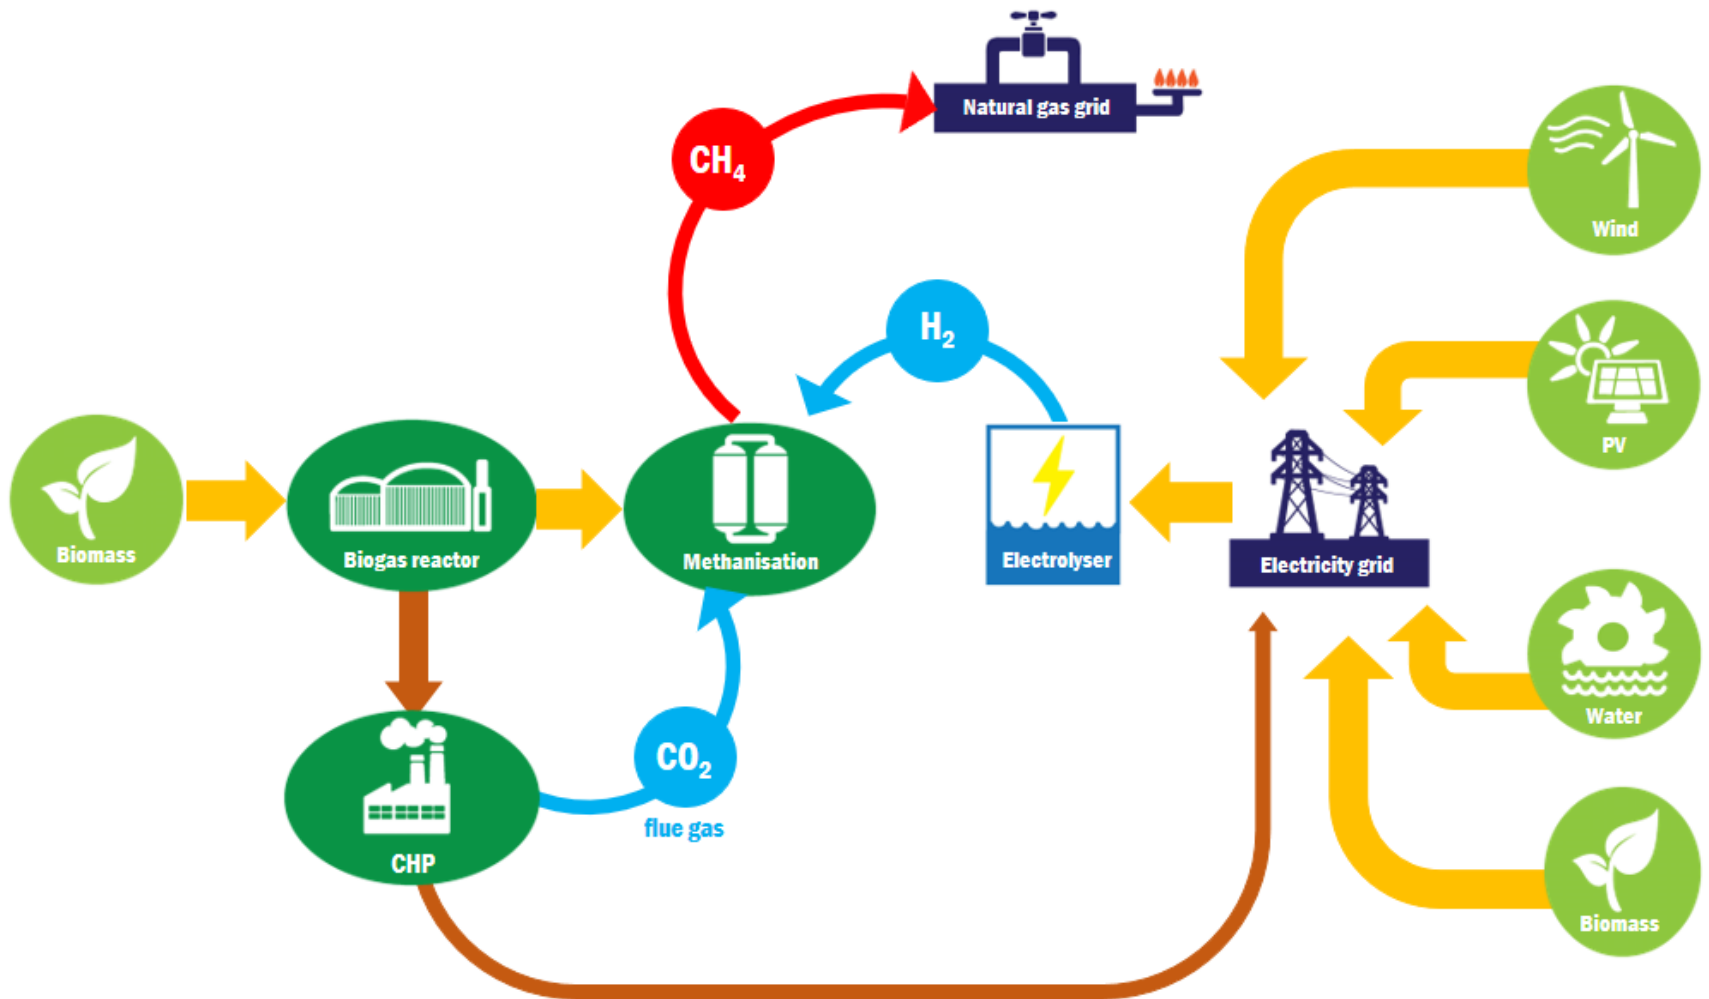 Natural gas grid
CH₄
Wind
H₂
PV
Biomass
Biogas reactor
Methanisation
Electrolyser
Electricity grid
Water
CO₂
flue gas
CHP
Biomass